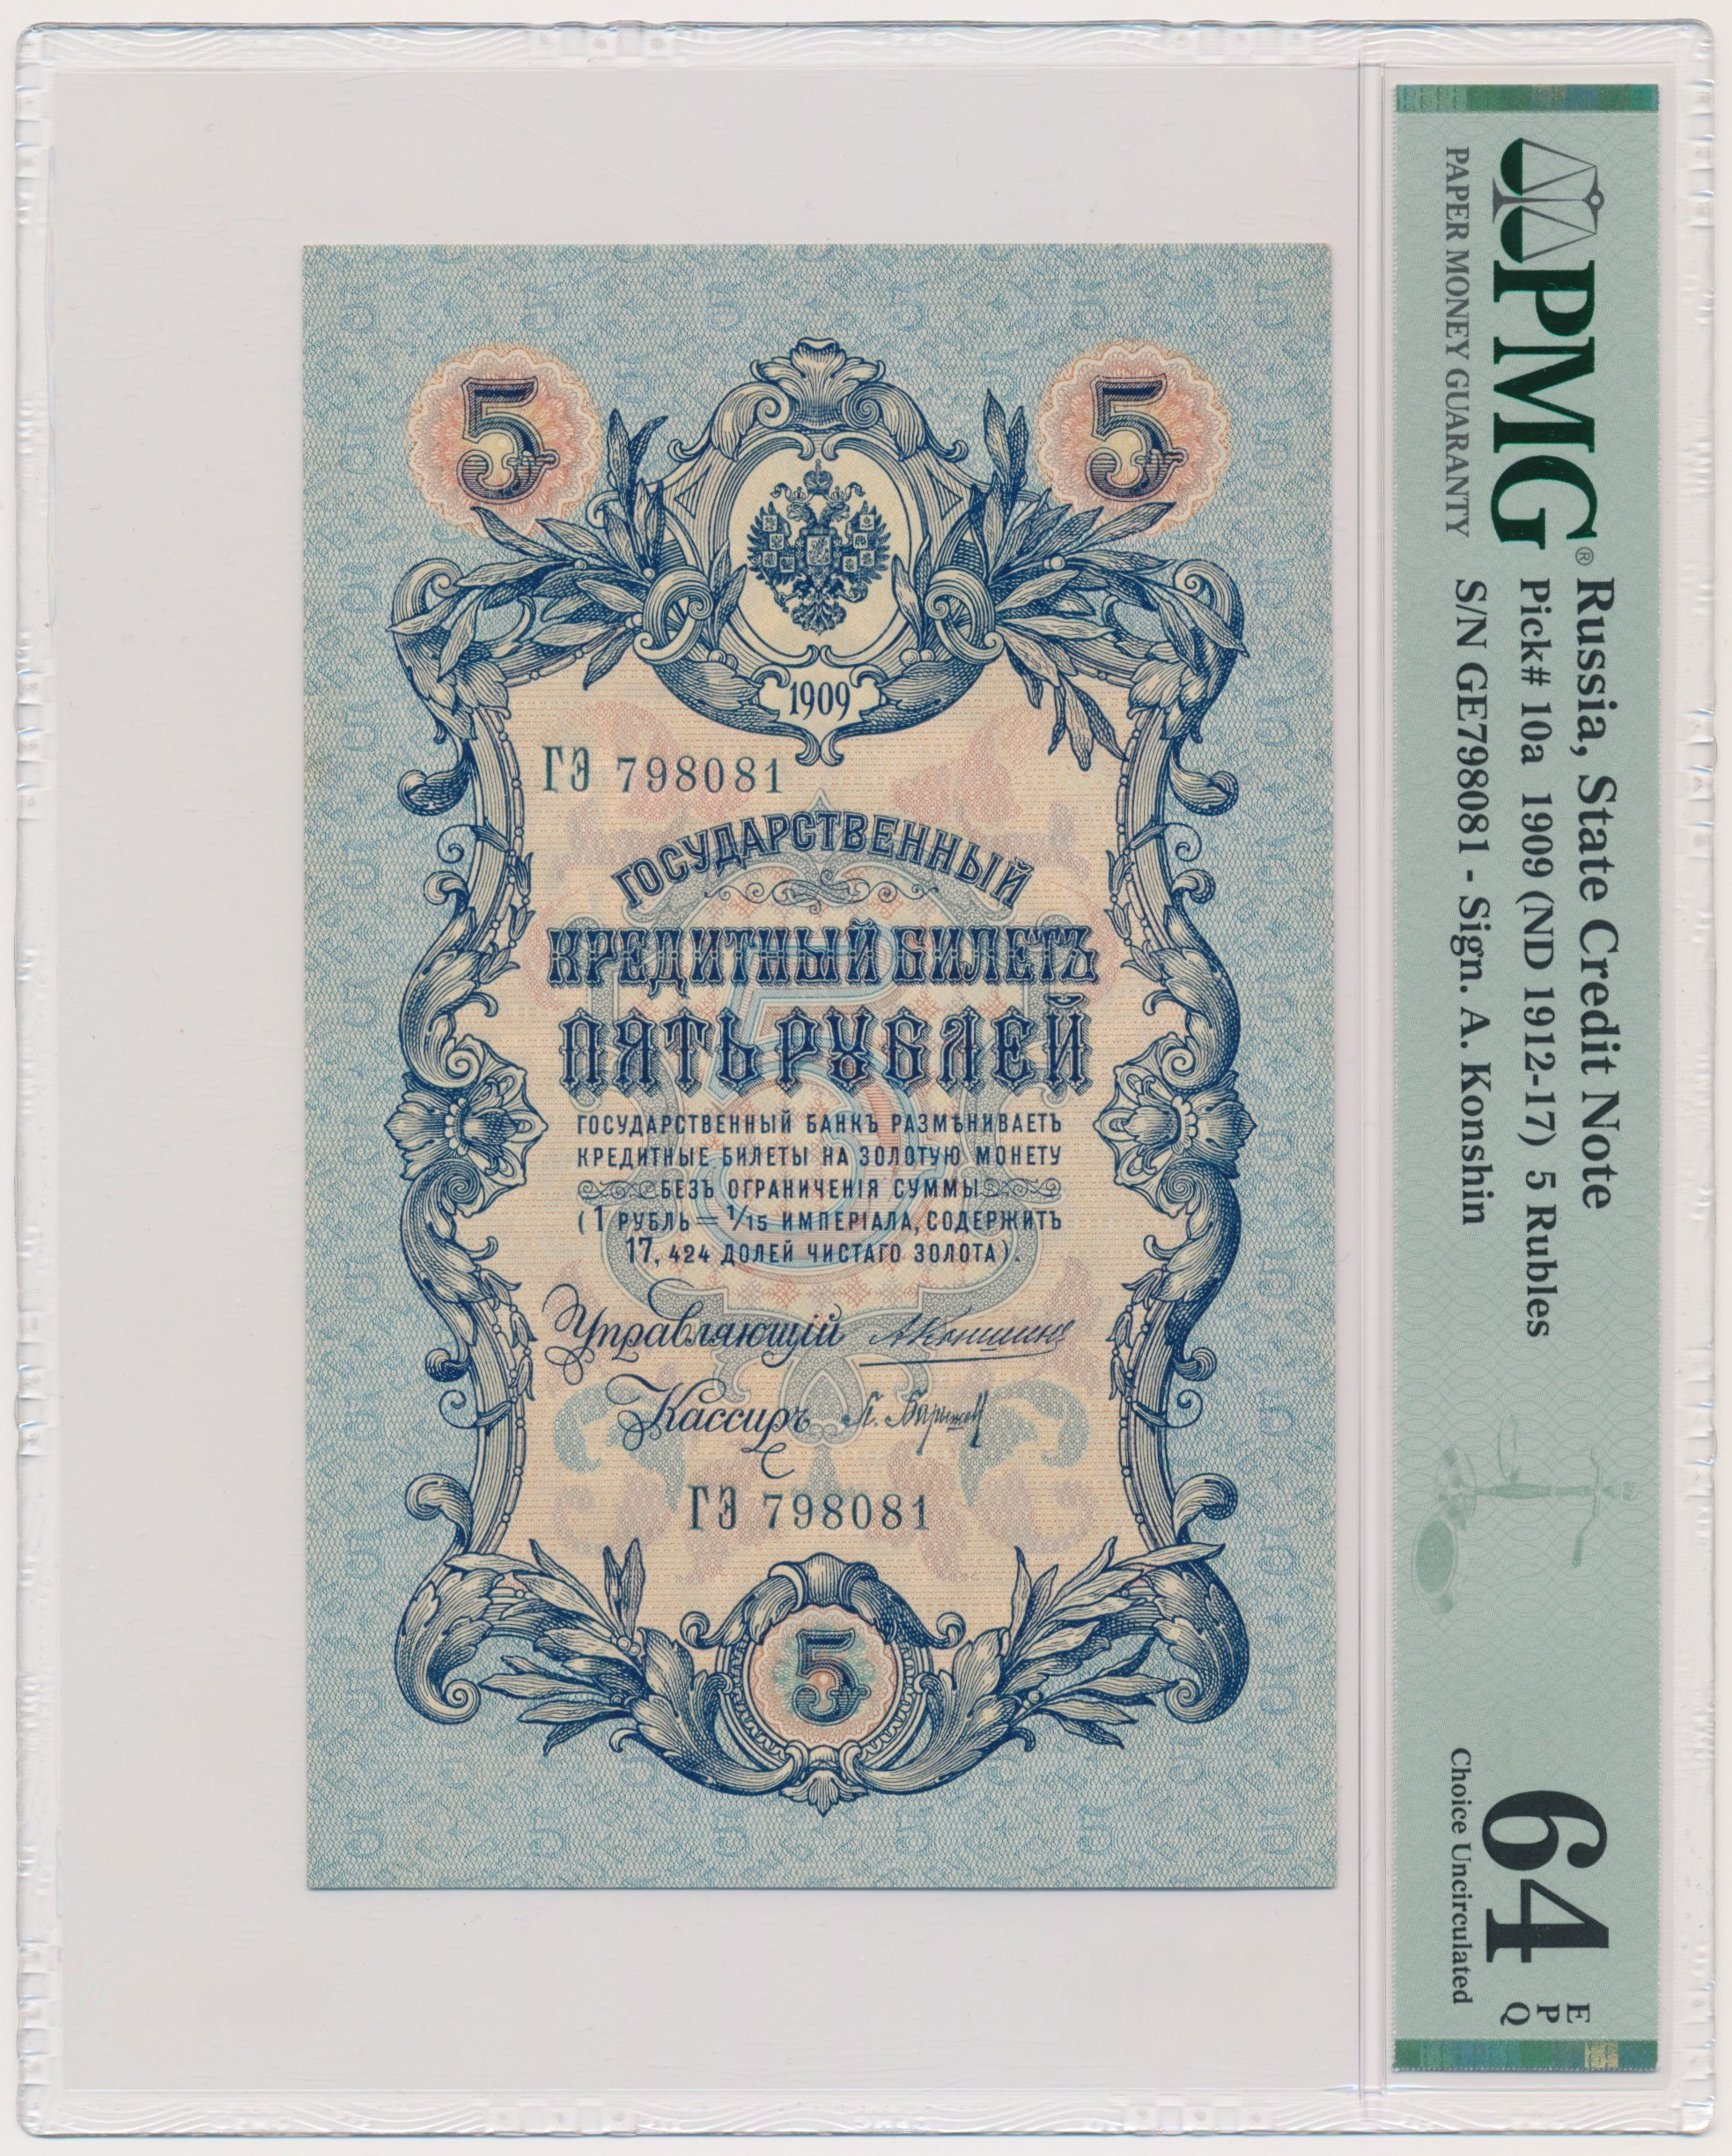 5
5
1909
ГЭ 798081
ГОСУДАРСТВЕННЫЙ
КРЕДИТНЫЙ БИЛЕТЪ
ПЯТЬ РУБЛЕЙ
ГОСУДАРСТВЕННЫЙ БАНКЪ РАЗМѢНИВАЕТЪ
КРЕДИТНЫЕ БИЛЕТЫ НА ЗОЛОТУЮ МОНЕТУ
БЕЗЪ ОГРАНИЧЕНІЯ СУММЫ
(1 РУБЛЬ = 1/15 ИМПЕРІАЛА, СОДЕРЖИТЪ
17,424 ДОЛЕЙ ЧИСТАГО ЗОЛОТА).
Управляющій АКоншинъ
Кассиръ
ГЭ 798081
5
PMG®
PAPER MONEY GUARANTY
Russia, State Credit Note
Pick# 10a 1909 (ND 1912-17) 5 Rubles
S/N GE798081 - Sign. A. Konshin
64 EPQ
Choice Uncirculated